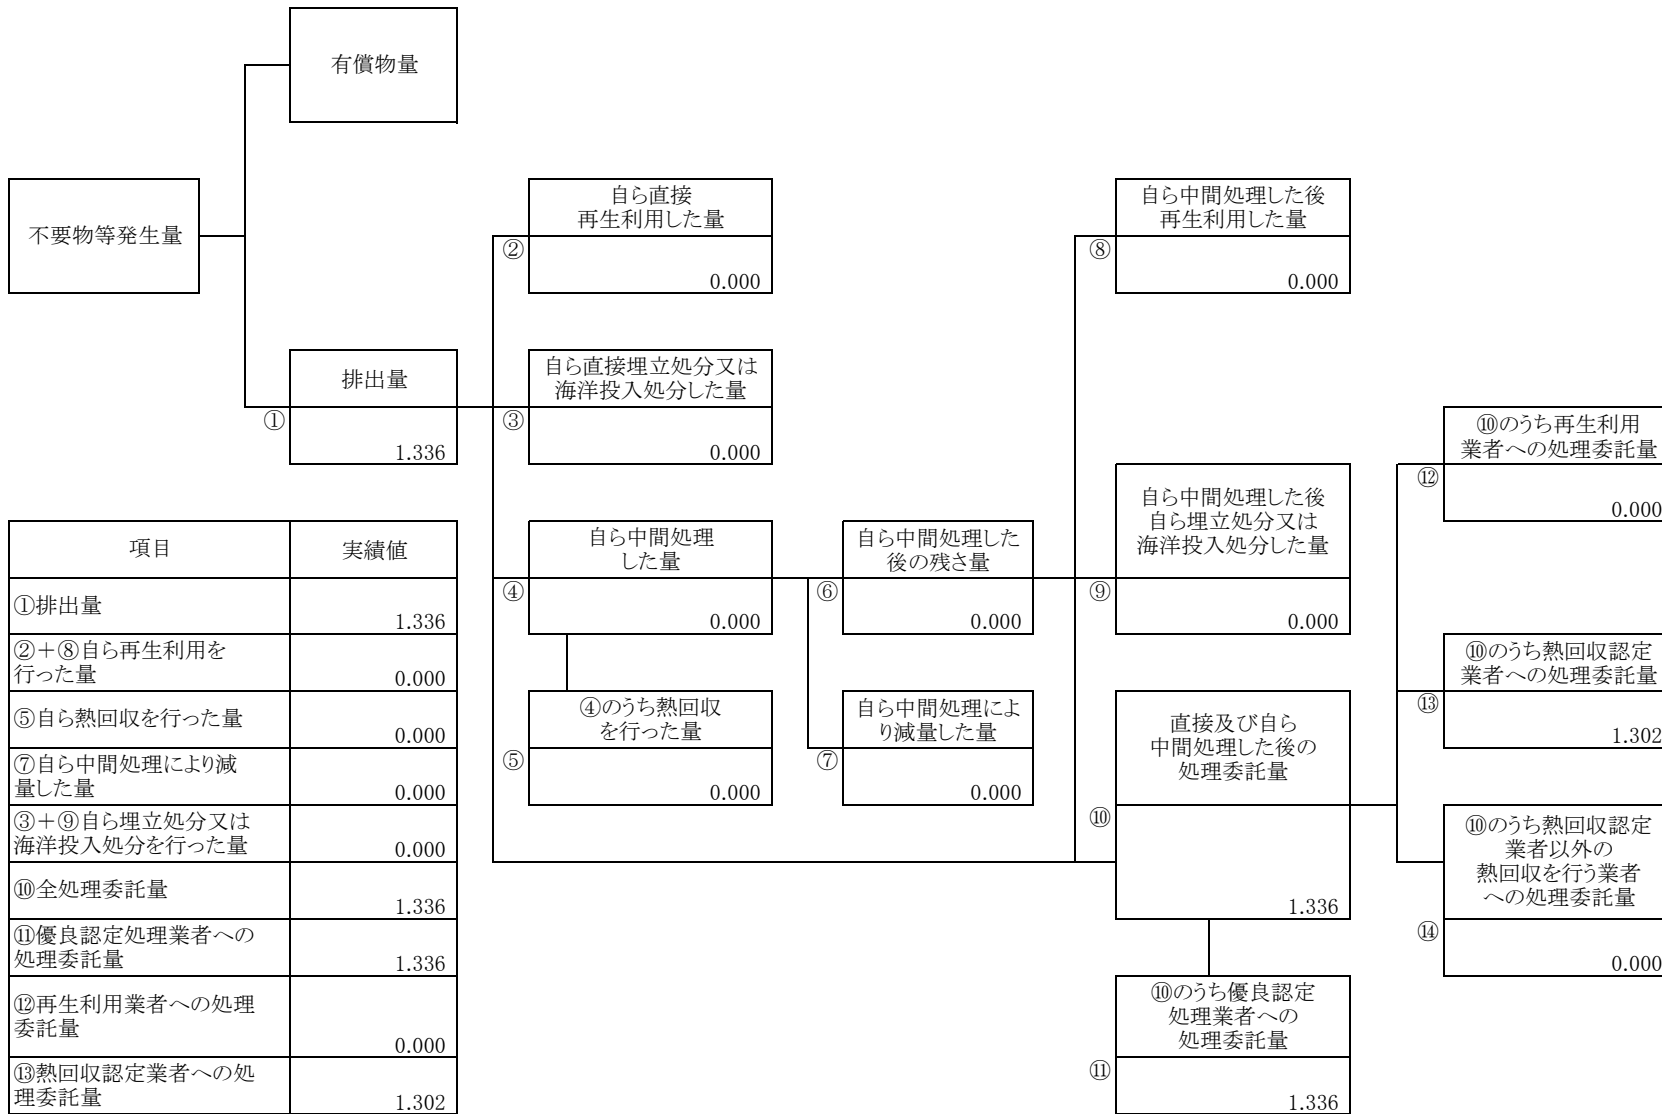 有償物量
不要物等発生量
自ら直接
再生利用した量
②
0.000
自ら中間処理した後
再生利用した量
⑧
0.000
排出量
①
1.336
自ら直接埋立処分又は
海洋投入処分した量
③
0.000
⑩のうち再生利用
業者への処理委託量
⑫
0.000
自ら中間処理
した量
④
0.000
自ら中間処理した
後の残さ量
⑥
0.000
自ら中間処理した後
自ら埋立処分又は
海洋投入処分した量
⑨
0.000
⑩のうち熱回収認定
業者への処理委託量
⑬
1.302
④のうち熱回収
を行った量
⑤
0.000
自ら中間処理によ
り減量した量
⑦
0.000
直接及び自ら
中間処理した後の
処理委託量
⑩
1.336
⑩のうち熱回収認定
業者以外の
熱回収を行う業者
への処理委託量
⑭
0.000
⑩のうち優良認定
処理業者への
処理委託量
⑪
1.336
項目 実績値
①排出量
1.336
②+⑧自ら再生利用を
行った量
0.000
⑤自ら熱回収を行った量
0.000
⑦自ら中間処理により減
量した量
0.000
③+⑨自ら埋立処分又は
海洋投入処分を行った量
0.000
⑩全処理委託量
1.336
⑪優良認定処理業者への
処理委託量
1.336
⑫再生利用業者への処理
委託量
0.000
⑬熱回収認定業者への処
理委託量
1.302